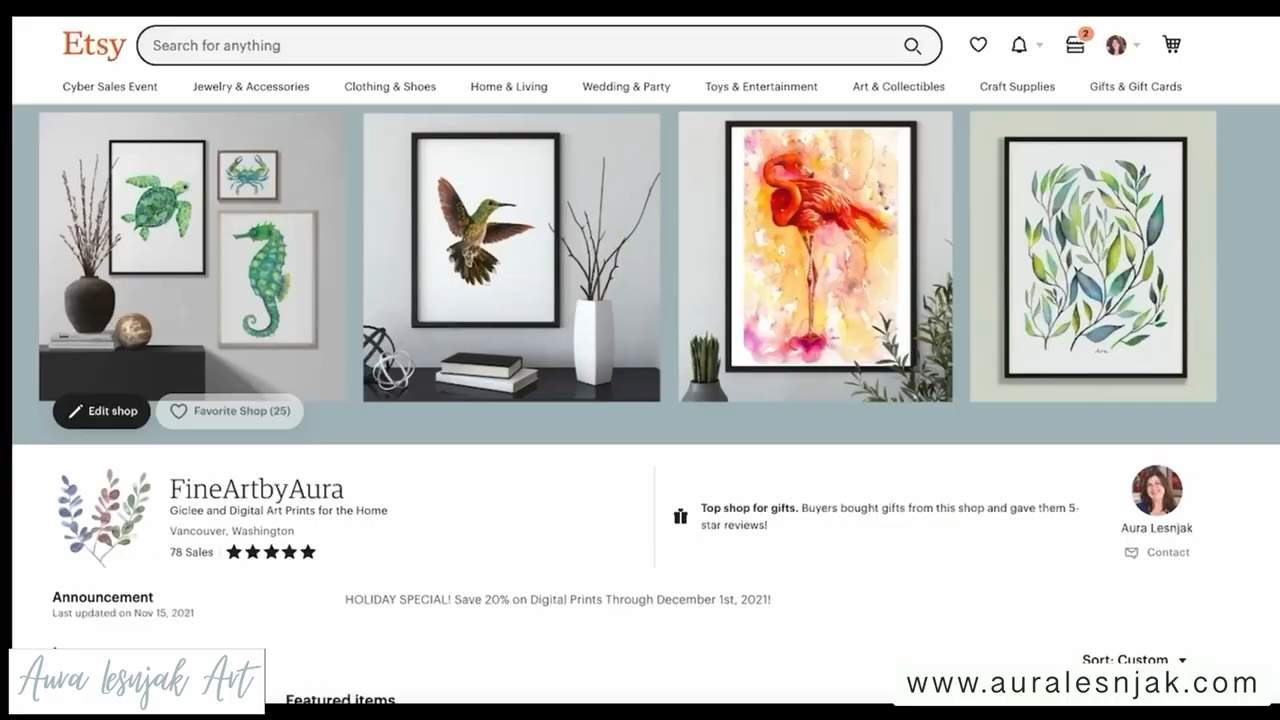 Etsy
Search for anything
2
Cyber Sales Event
Jewelry & Accessories
Clothing & Shoes
Home & Living
Wedding & Party
Toys & Entertainment
Art & Collectibles
Craft Supplies
Gifts & Gift Cards
Aura
Edit shop
Favorite Shop (25)
FineArtbyAura
Giclee and Digital Art Prints for the Home
Vancouver, Washington
78 Sales
Top shop for gifts. Buyers bought gifts from this shop and gave them 5-
star reviews!
Aura Lesnjak
Contact
Announcement
Last updated on Nov 15, 2021
HOLIDAY SPECIAL! Save 20% on Digital Prints Through December 1st, 2021!
Sort: Custom
Featured items
Aura Lesnjak Art
www.auralesnjak.com